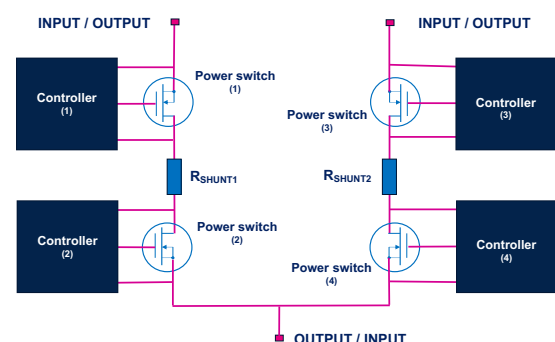 INPUT / OUTPUT
INPUT / OUTPUT
Controller
(1)
Power switch
(1)
Power switch
(3)
Controller
(3)
RSHUNT1
RSHUNT2
Controller
(2)
Power switch
(2)
Power switch
(4)
Controller
(4)
OUTPUT / INPUT